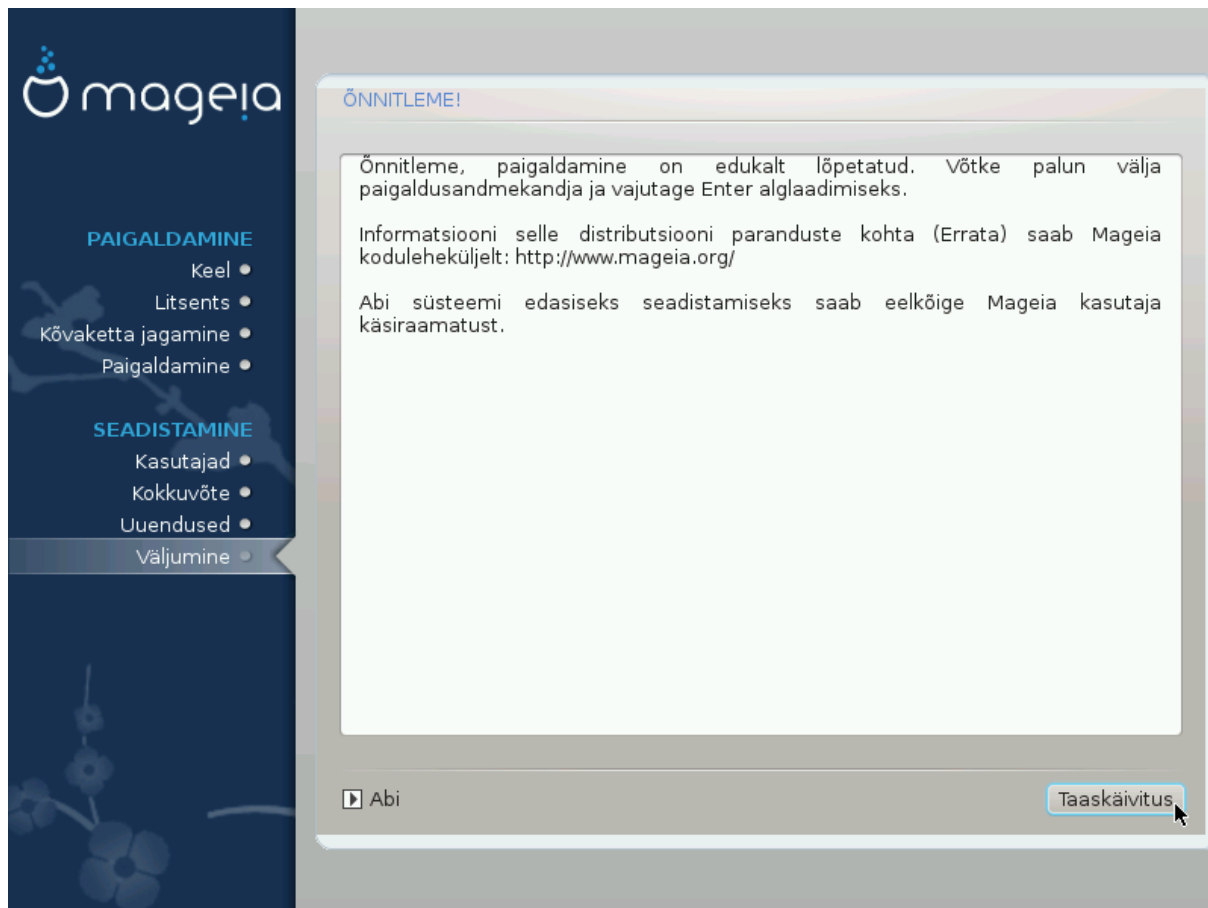 mageia
PAIGALDAMINE
Keel
Litsents
Kõvaketta jagamine
Paigaldamine
SEADISTAMINE
Kasutajad
Kokkuvõte
Uuendused
Väljumine
ÕNNITLEME!
Õnnitleme, paigaldamine on edukalt lõpetatud. Võtke palun välja
paigaldusandmekandja ja vajutage Enter alglaadimiseks.
Informatsiooni selle distributsiooni paranduste kohta (Errata) saab Mageia
koduleheküljelt: http://www.mageia.org/
Abi süsteemi edasiseks seadistamiseks saab eelkõige Mageia kasutaja
käsiraamatust.
Abi
Taaskäivitus